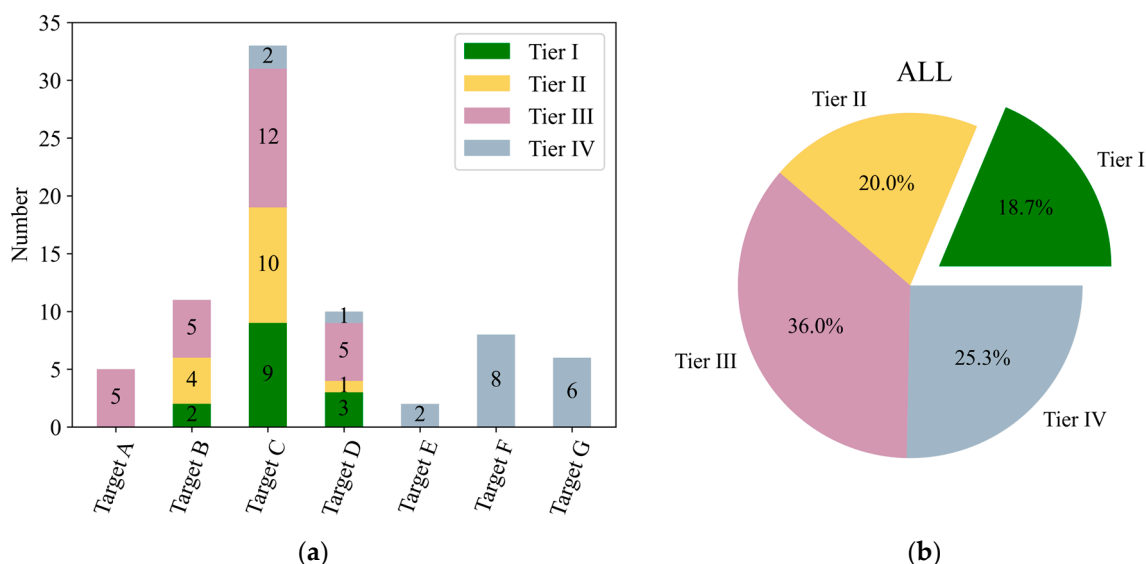 35
30
25
20
15
10
5
0
Number
Tier I
Tier II
Tier III
Tier IV
5
5
4
2
2
12
10
9
1
5
1
3
2
8
6
Target A
Target B
Target C
Target D
Target E
Target F
Target G
(a)
ALL
Tier II
Tier I
20.0%
18.7%
36.0%
Tier III
25.3%
Tier IV
(b)